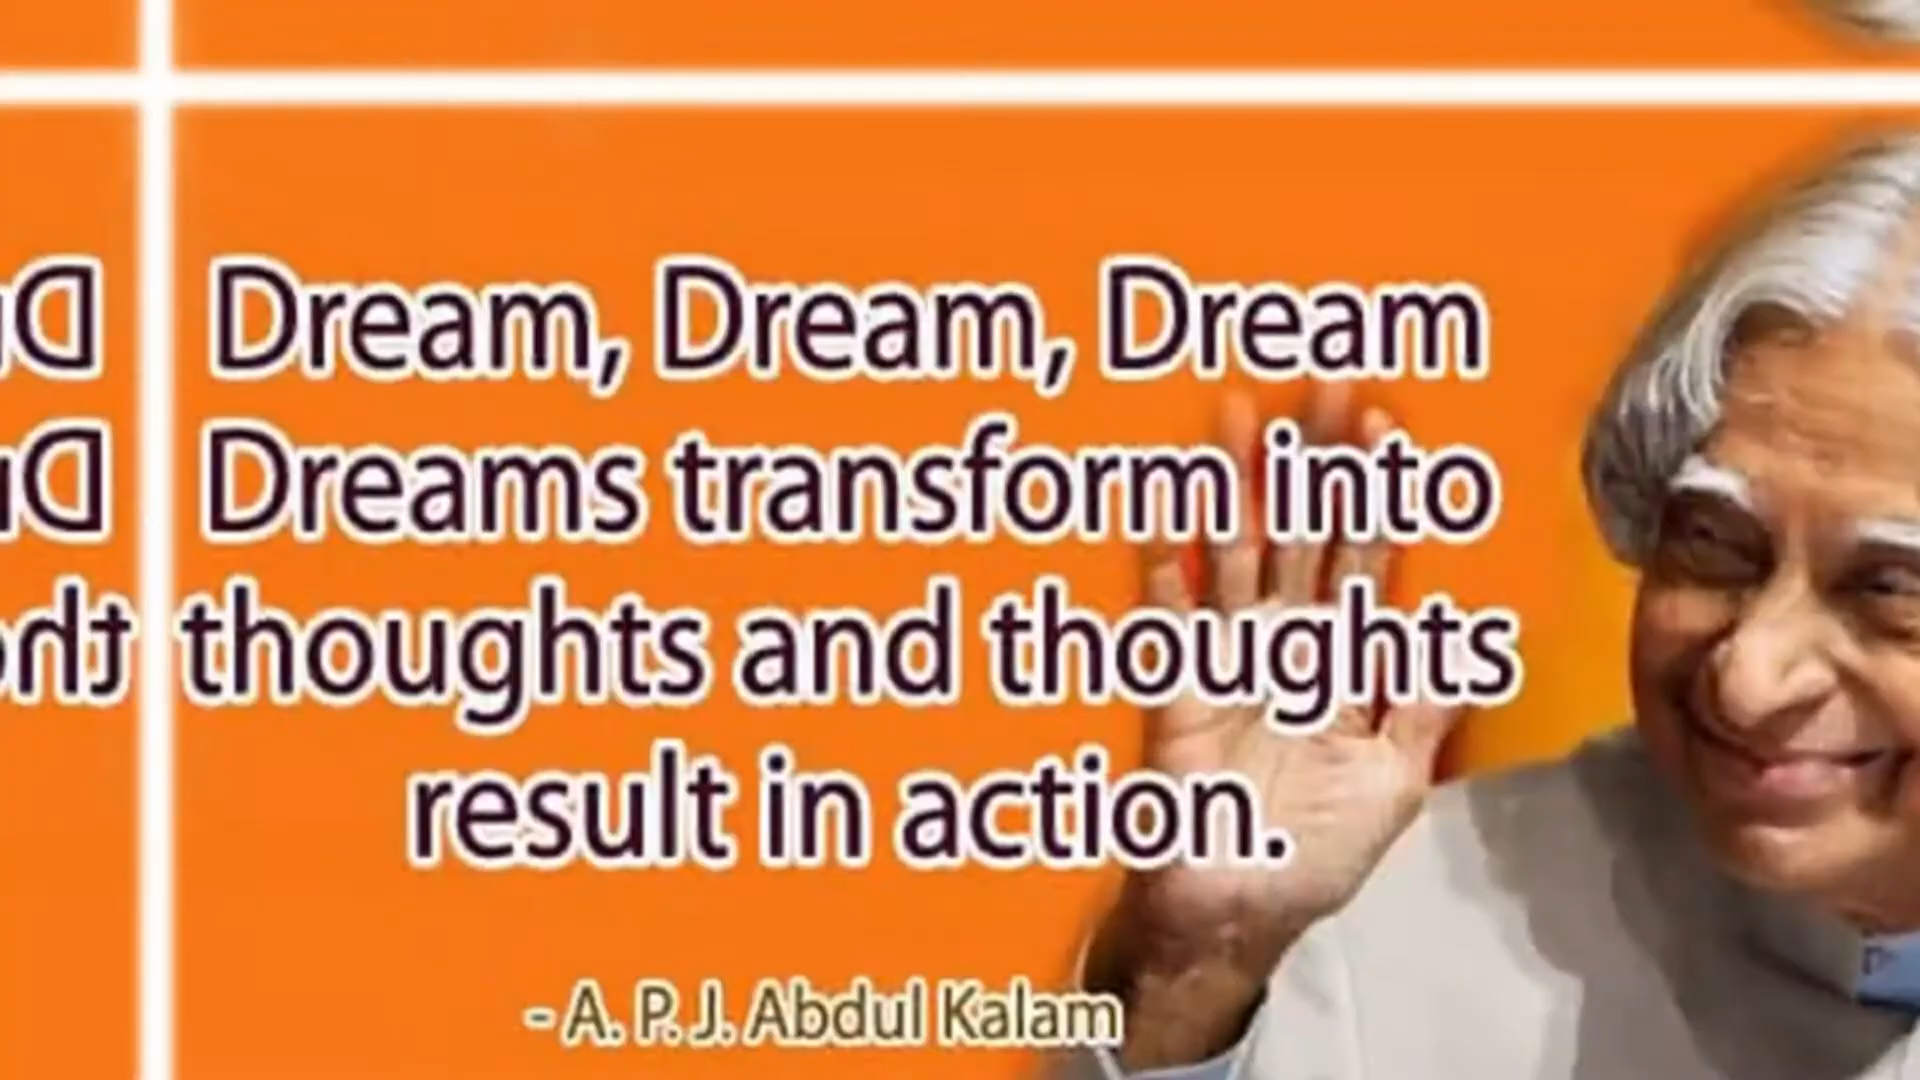 Dream, Dream, Dream
Dreams transform into
thoughts and thoughts
result in action.
- A. P. J. Abdul Kalam